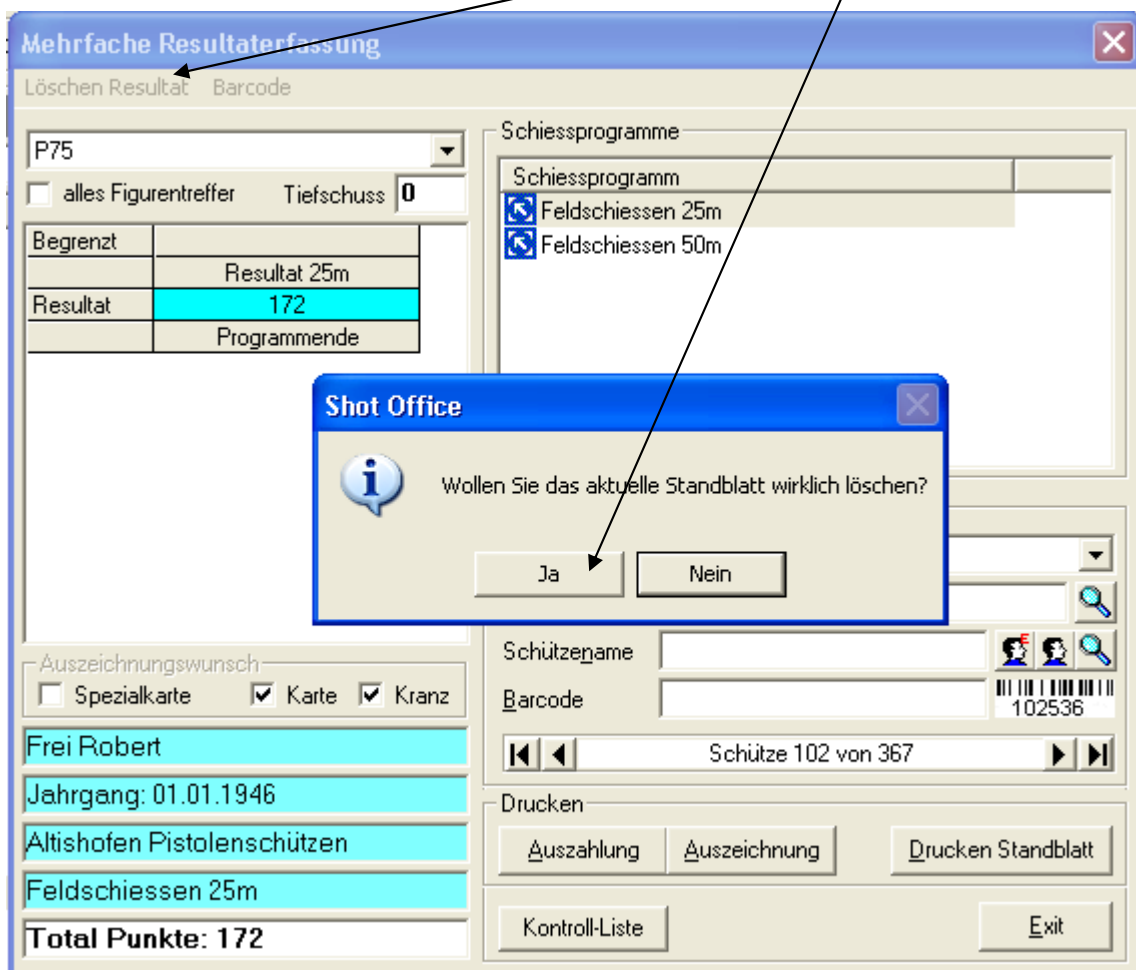 Mehrfache Resultaterfassung
Löschen Resultat Barcode
P75
alles Figurentreffer Tiefschuss 0
Begrenzt
Resultat 25m
Resultat 172
Programmende
Schiessprogramme
Schiessprogramm
Feldschiessen 25m
Feldschiessen 50m
Shot Office
Wollen Sie das aktuelle Standblatt wirklich löschen?
Ja Nein
Schützename
Barcode
102536
Schütze 102 von 367
Auszeichnungswunsch
Spezialkarte Karte Kranz
Frei Robert
Jahrgang: 01.01.1946
Altishofen Pistolenschützen
Feldschiessen 25m
Total Punkte: 172
Drucken
Auszahlung Auszeichnung Drucken Standblatt
Kontroll-Liste Exit